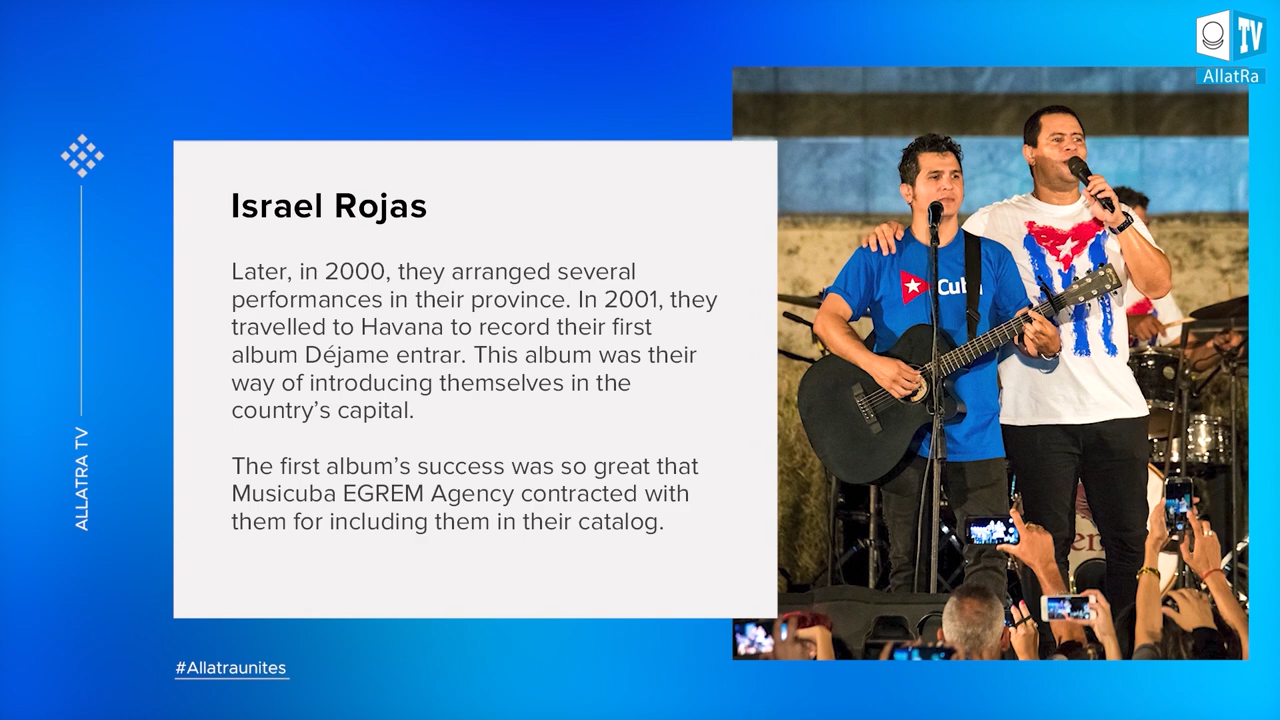 TV
AllatRa
Israel Rojas
Later, in 2000, they arranged several
performances in their province. In 2001, they
travelled to Havana to record their first
album Déjame entrar. This album was their
way of introducing themselves in the
country's capital.
The first album's success was so great that
Musicuba EGREM Agency contracted with
them for including them in their catalog.
ALLATRA TV
#Allatraunites